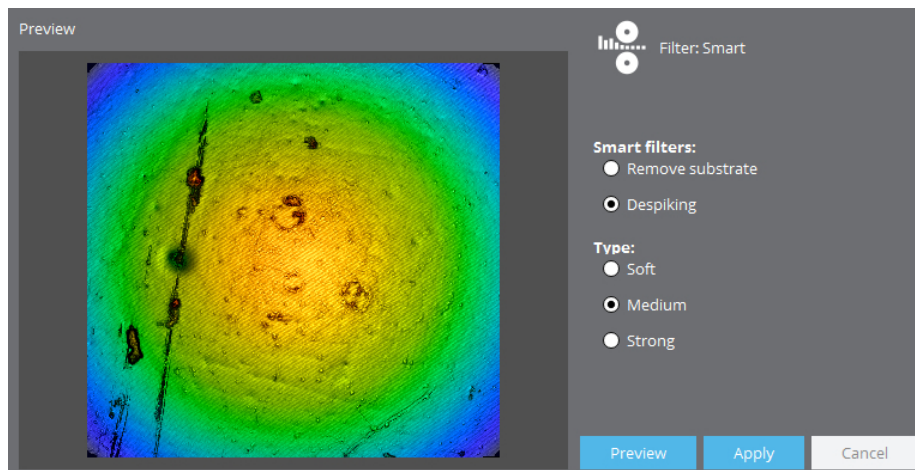 Preview
Filter: Smart
Smart filters:
Remove substrate
Despiking
Type:
Soft
Medium
Strong
Preview
Apply
Cancel